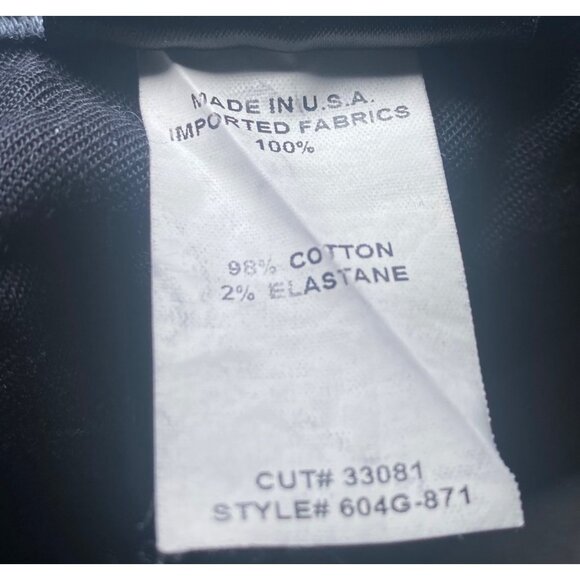 MADE IN U.S.A.
IMPORTED FABRICS
100%
98% COTTON
2% ELASTANE
CUT# 33081
STYLE# 604G-871